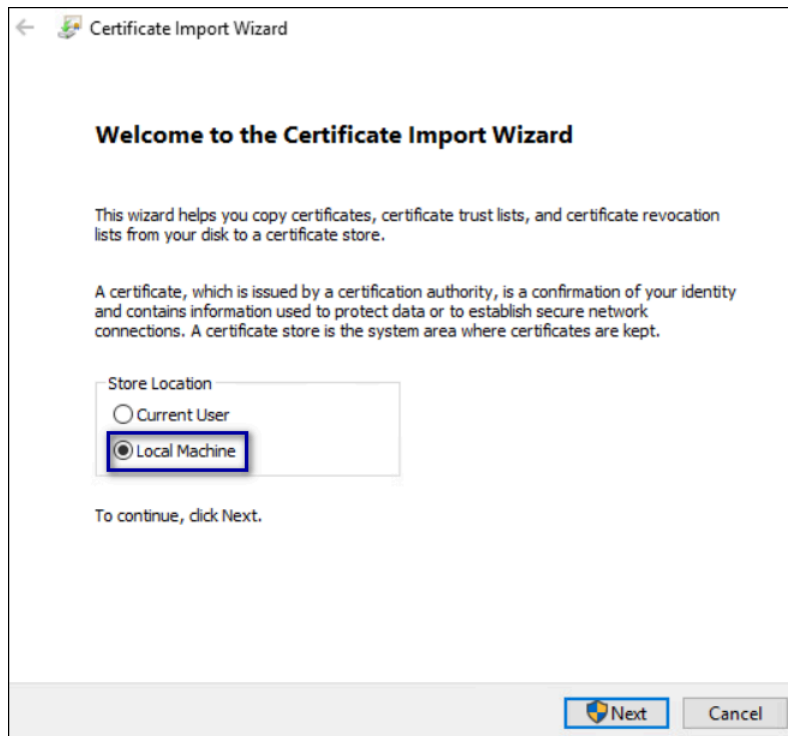 Certificate Import Wizard
Welcome to the Certificate Import Wizard
This wizard helps you copy certificates, certificate trust lists, and certificate revocation
lists from your disk to a certificate store.
A certificate, which is issued by a certification authority, is a confirmation of your identity
and contains information used to protect data or to establish secure network
connections. A certificate store is the system area where certificates are kept.
Store Location
Current User
Local Machine
To continue, click Next.
Next Cancel